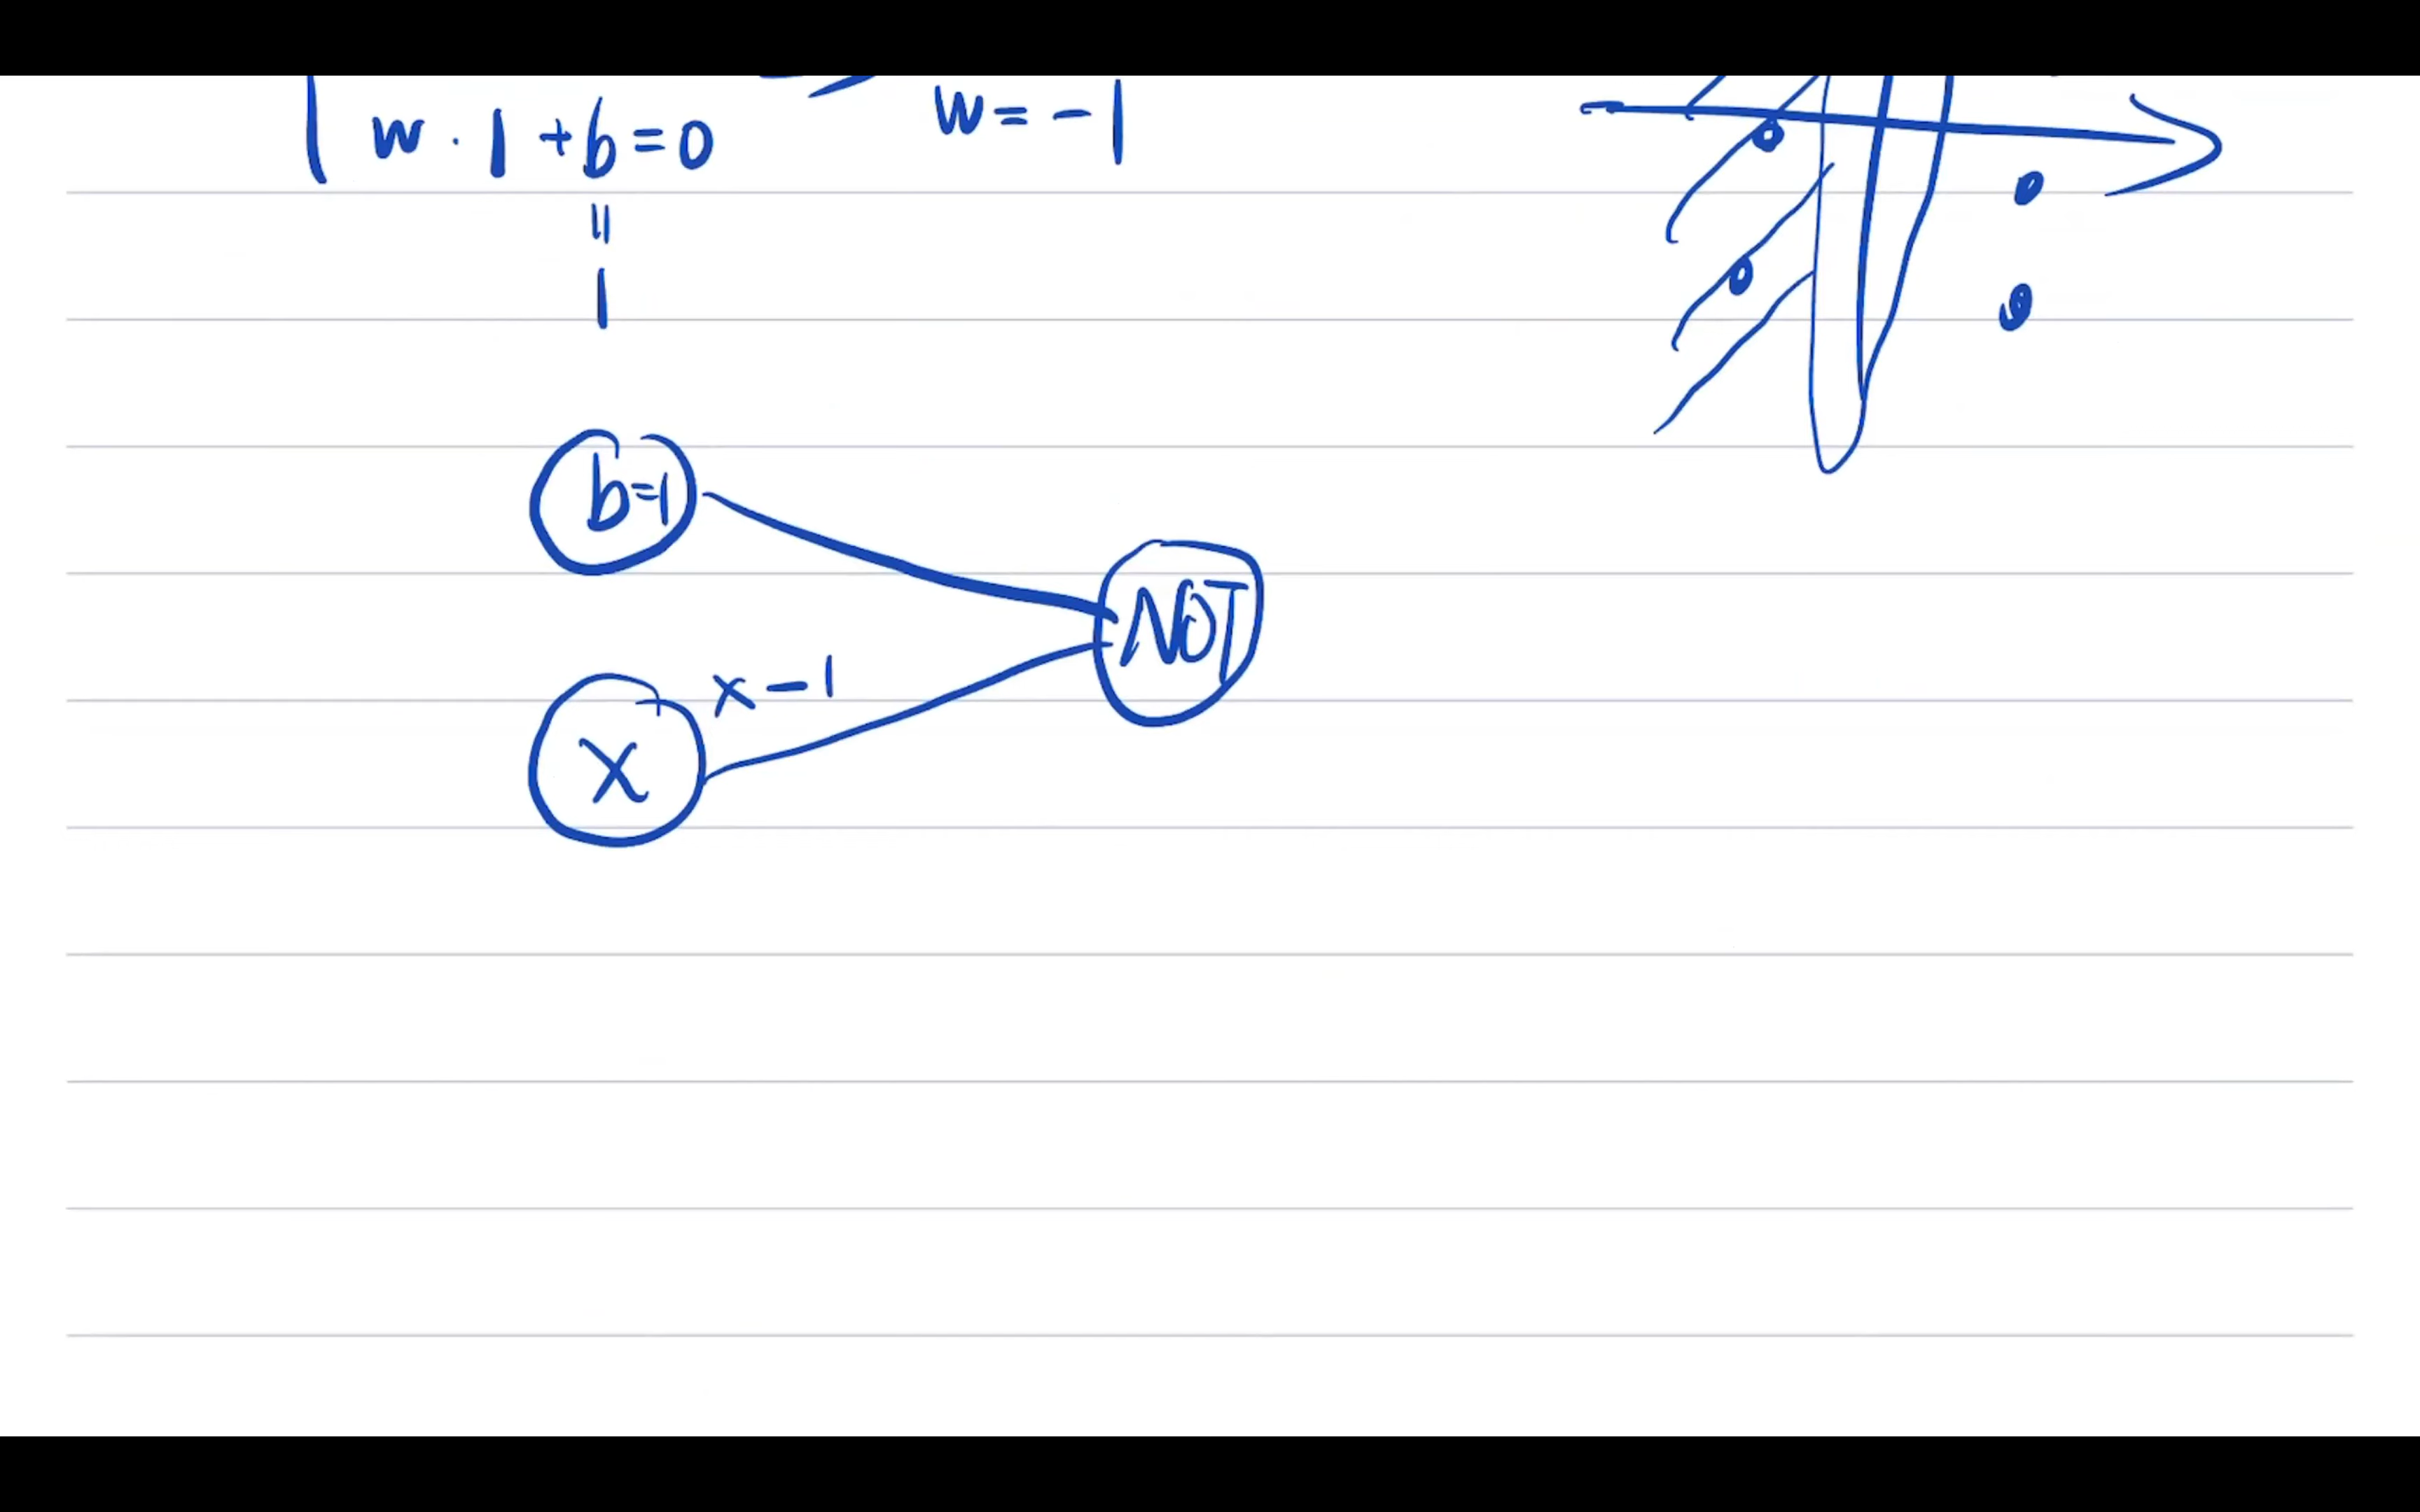 w · 1 + b = 0
w = -1
=
1
b=1
NOT
x - 1
X